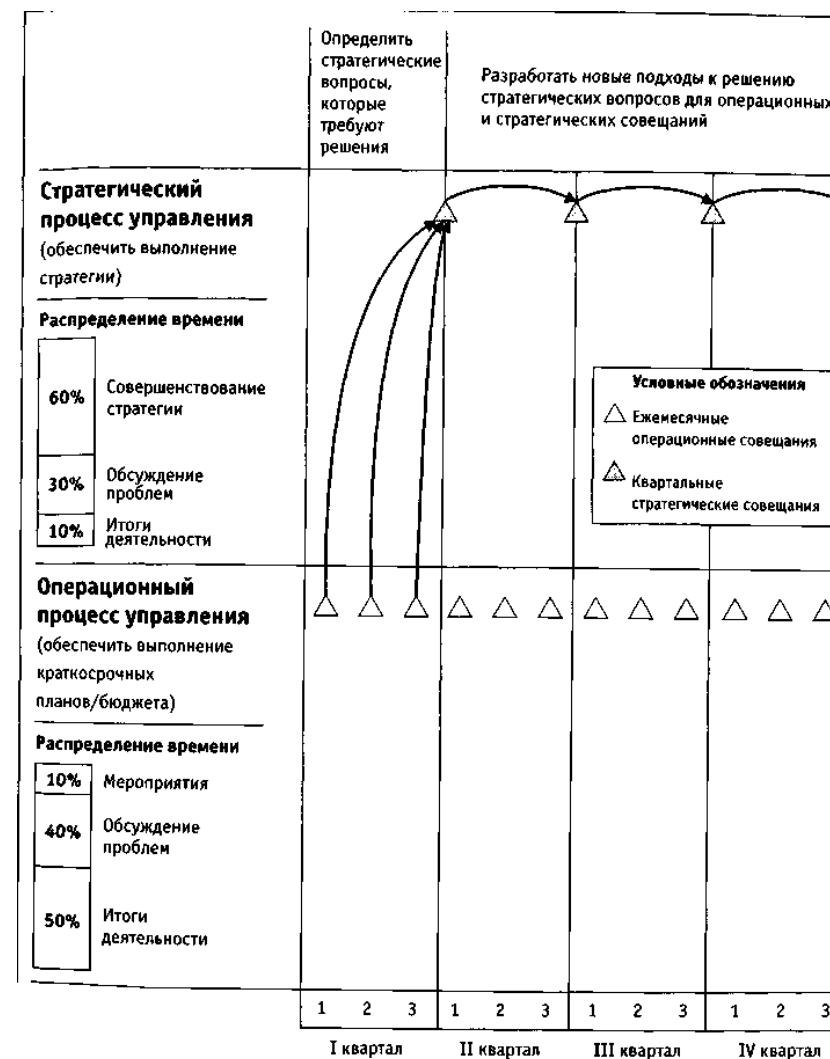 Определить
стратегические
вопросы,
которые
требуют
решения
Разработать новые подходы к решению
стратегических вопросов для операционных
и стратегических совещаний
Стратегический
процесс управления
(обеспечить выполнение
стратегии)
Распределение времени
60% Совершенствование
стратегии
30% Обсуждение
проблем
10% Итоги
деятельности
Условные обозначения
Ежемесячные
операционные совещания
Квартальные
стратегические совещания
Операционный
процесс управления
(обеспечить выполнение
краткосрочных
планов/бюджета)
Распределение времени
10% Мероприятия
40% Обсуждение
проблем
50% Итоги
деятельности
1 2 3 1 2 3 1 2 3 1 2 3
I квартал II квартал III квартал IV квартал